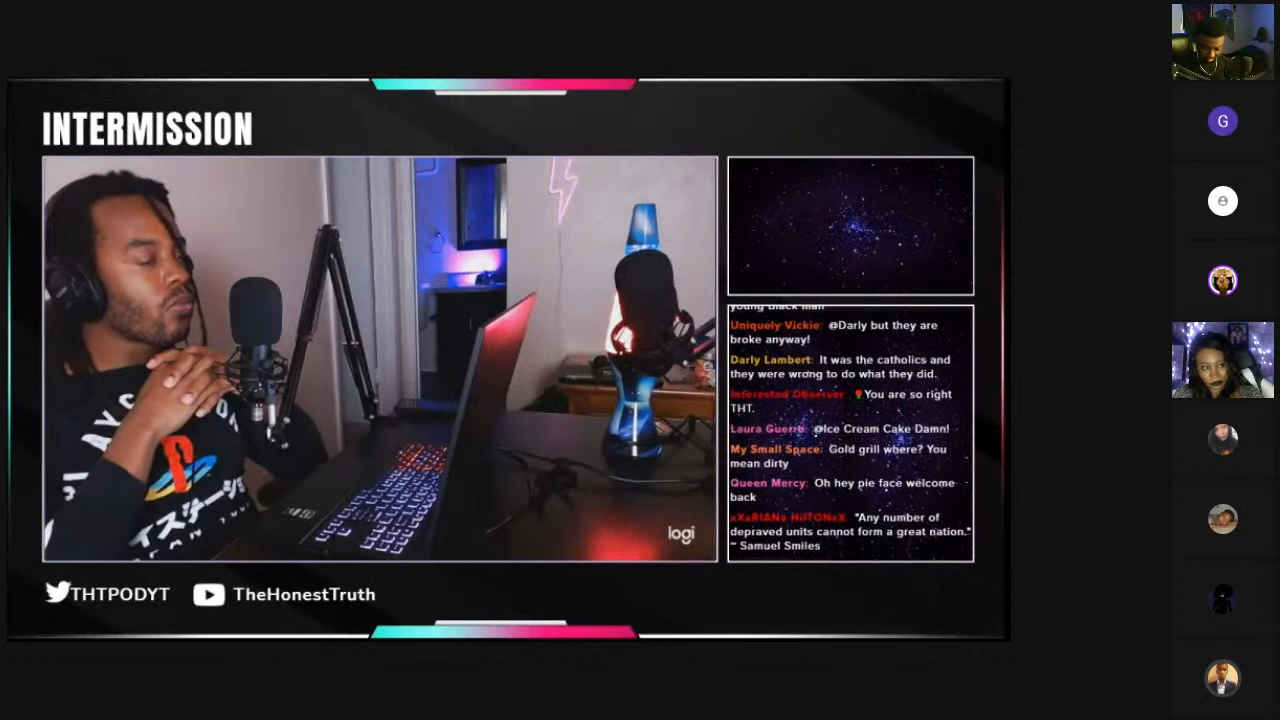 INTERMISSION
young black man
Uniquely Vickie: @Darly but they are
broke anyway!
Darly Lambert: It was the catholics and
they were wrong to do what they did.
Interested Observer: 🌹You are so right
THT.
Laura Guerra: @Ice Cream Cake Damn!
My Small Space: Gold grill where? You
mean dirty
Queen Mercy: Oh hey pie face welcome
back
"Any number of
depraved units cannot form a great nation."
~ Samuel Smiles
logi
THTPODYT
TheHonestTruth
G